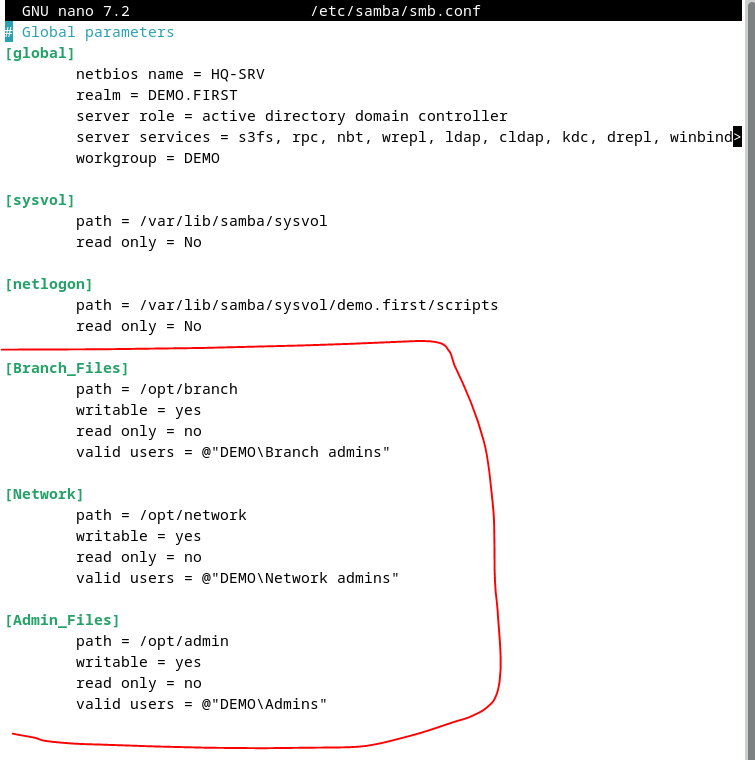 GNU nano 7.2 /etc/samba/smb.conf
# Global parameters
[global]
netbios name = HQ-SRV
realm = DEMO.FIRST
server role = active directory domain controller
server services = s3fs, rpc, nbt, wrepl, ldap, cldap, kdc, drepl, winbind>
workgroup = DEMO
[sysvol]
path = /var/lib/samba/sysvol
read only = No
[netlogon]
path = /var/lib/samba/sysvol/demo.first/scripts
read only = No
[Branch_Files]
path = /opt/branch
writable = yes
read only = no
valid users = @"DEMO\Branch admins"
[Network]
path = /opt/network
writable = yes
read only = no
valid users = @"DEMO\Network admins"
[Admin_Files]
path = /opt/admin
writable = yes
read only = no
valid users = @"DEMO\Admins"